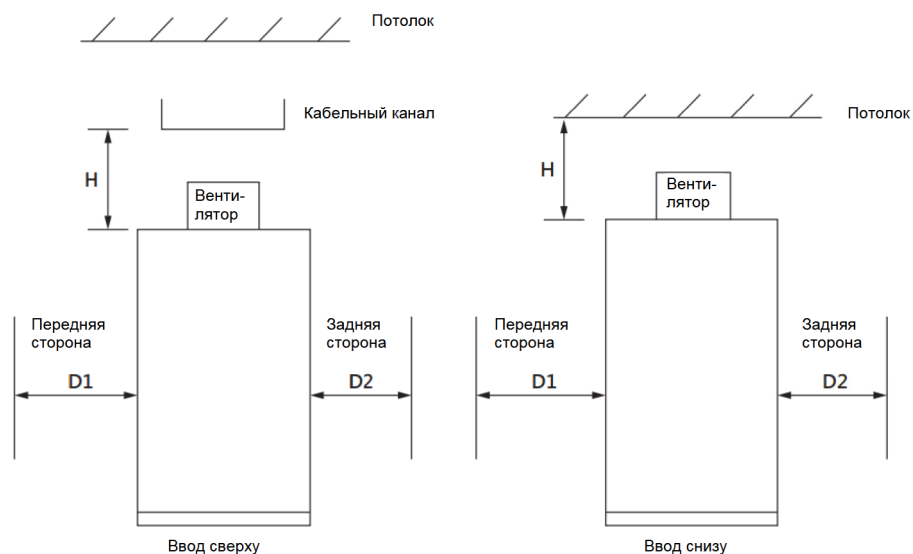 Потолок
Кабельный канал
H
Венти-
лятор
Передняя
сторона
D1
Задняя
сторона
D2
Ввод сверху
Потолок
H
Венти-
лятор
Передняя
сторона
D1
Задняя
сторона
D2
Ввод снизу